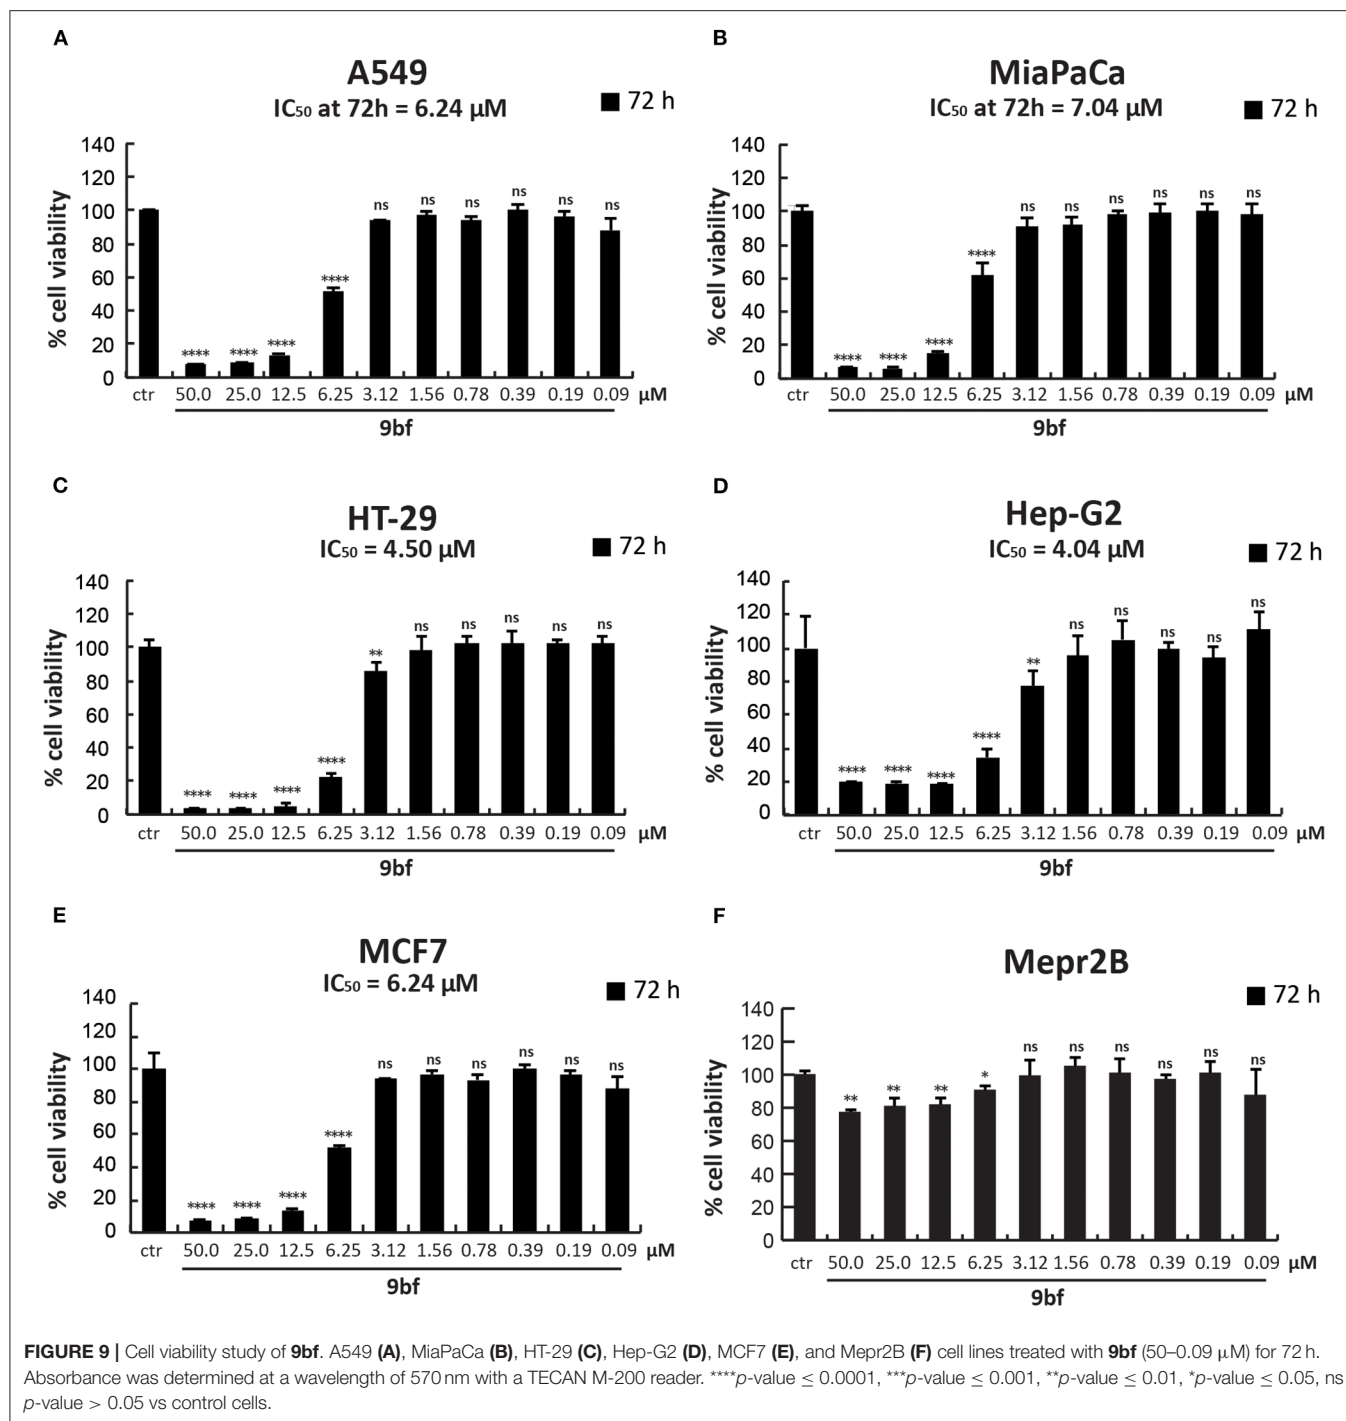 A
A549
IC50 at 72h = 6.24 µM
72 h
% cell viability
140
120
100
80
60
40
20
0
ns ns ns ns ns ns
**** **** **** ****
ctr 50.0 25.0 12.5 6.25 3.12 1.56 0.78 0.39 0.19 0.09 µM
9bf
B
MiaPaCa
IC50 at 72h = 7.04 µM
72 h
% cell viability
140
120
100
80
60
40
20
0
ns ns ns ns ns ns
**** **** **** ****
ctr 50.0 25.0 12.5 6.25 3.12 1.56 0.78 0.39 0.19 0.09 µM
9bf
C
HT-29
IC50 = 4.50 µM
72 h
% cell viability
140
120
100
80
60
40
20
0
**** **** **** **** ** ns ns ns ns ns
ctr 50.0 25.0 12.5 6.25 3.12 1.56 0.78 0.39 0.19 0.09 µM
9bf
D
Hep-G2
IC50 = 4.04 µM
72 h
% cell viability
140
120
100
80
60
40
20
0
**** **** **** **** ** ns ns ns ns ns
ctr 50.0 25.0 12.5 6.25 3.12 1.56 0.78 0.39 0.19 0.09 µM
9bf
E
MCF7
IC50 = 6.24 µM
72 h
% cell viability
140
120
100
80
60
40
20
0
**** **** **** **** ns ns ns ns ns ns
ctr 50.0 25.0 12.5 6.25 3.12 1.56 0.78 0.39 0.19 0.09 µM
9bf
F
Mepr2B
72 h
% cell viability
140
120
100
80
60
40
20
0
** ** ** * ns ns ns ns ns ns
ctr 50.0 25.0 12.5 6.25 3.12 1.56 0.78 0.39 0.19 0.09 µM
9bf
FIGURE 9 | Cell viability study of 9bf. A549 (A), MiaPaCa (B), HT-29 (C), Hep-G2 (D), MCF7 (E), and Mepr2B (F) cell lines treated with 9bf (50–0.09 µM) for 72 h.
Absorbance was determined at a wavelength of 570 nm with a TECAN M-200 reader. ****p-value ≤ 0.0001, ***p-value ≤ 0.001, **p-value ≤ 0.01, *p-value ≤ 0.05, ns
p-value > 0.05 vs control cells.